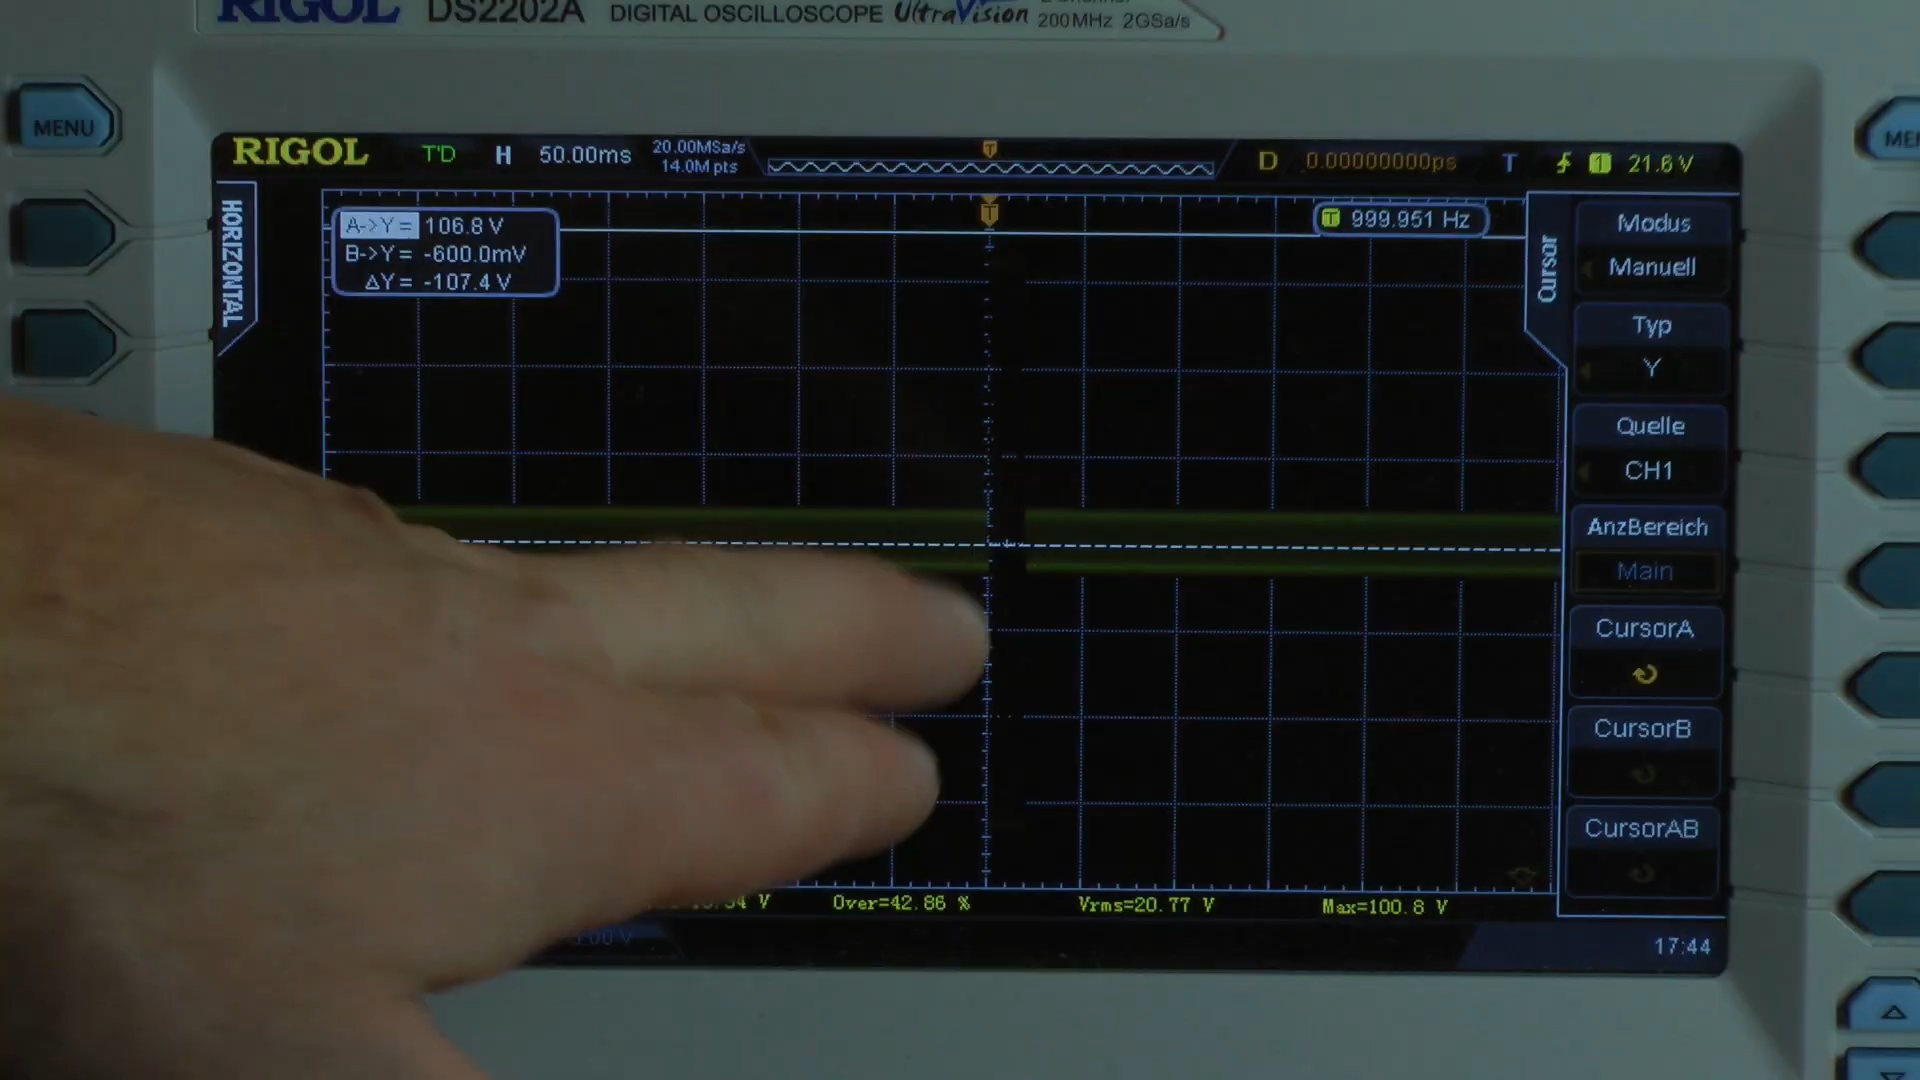 RIGOL DS2202A DIGITAL OSCILLOSCOPE UltraVision
200MHz 2GSa/s
MENU
RIGOL T'D H 50.00ms 20.00MSa/s 14.0M pts D 0.00000000ps T 1 21.6 V
HORIZONTAL
A->Y = 106.8 V
B->Y = -600.0mV
ΔY = -107.4 V
T
T
T 999.951 Hz
Cursor
Modus
Manuell
Typ
Y
Quelle
CH1
AnzBereich
Main
CursorA
CursorB
CursorAB
Over=42.86 % Vrms=20.77 V Max=100.8 V
17:44